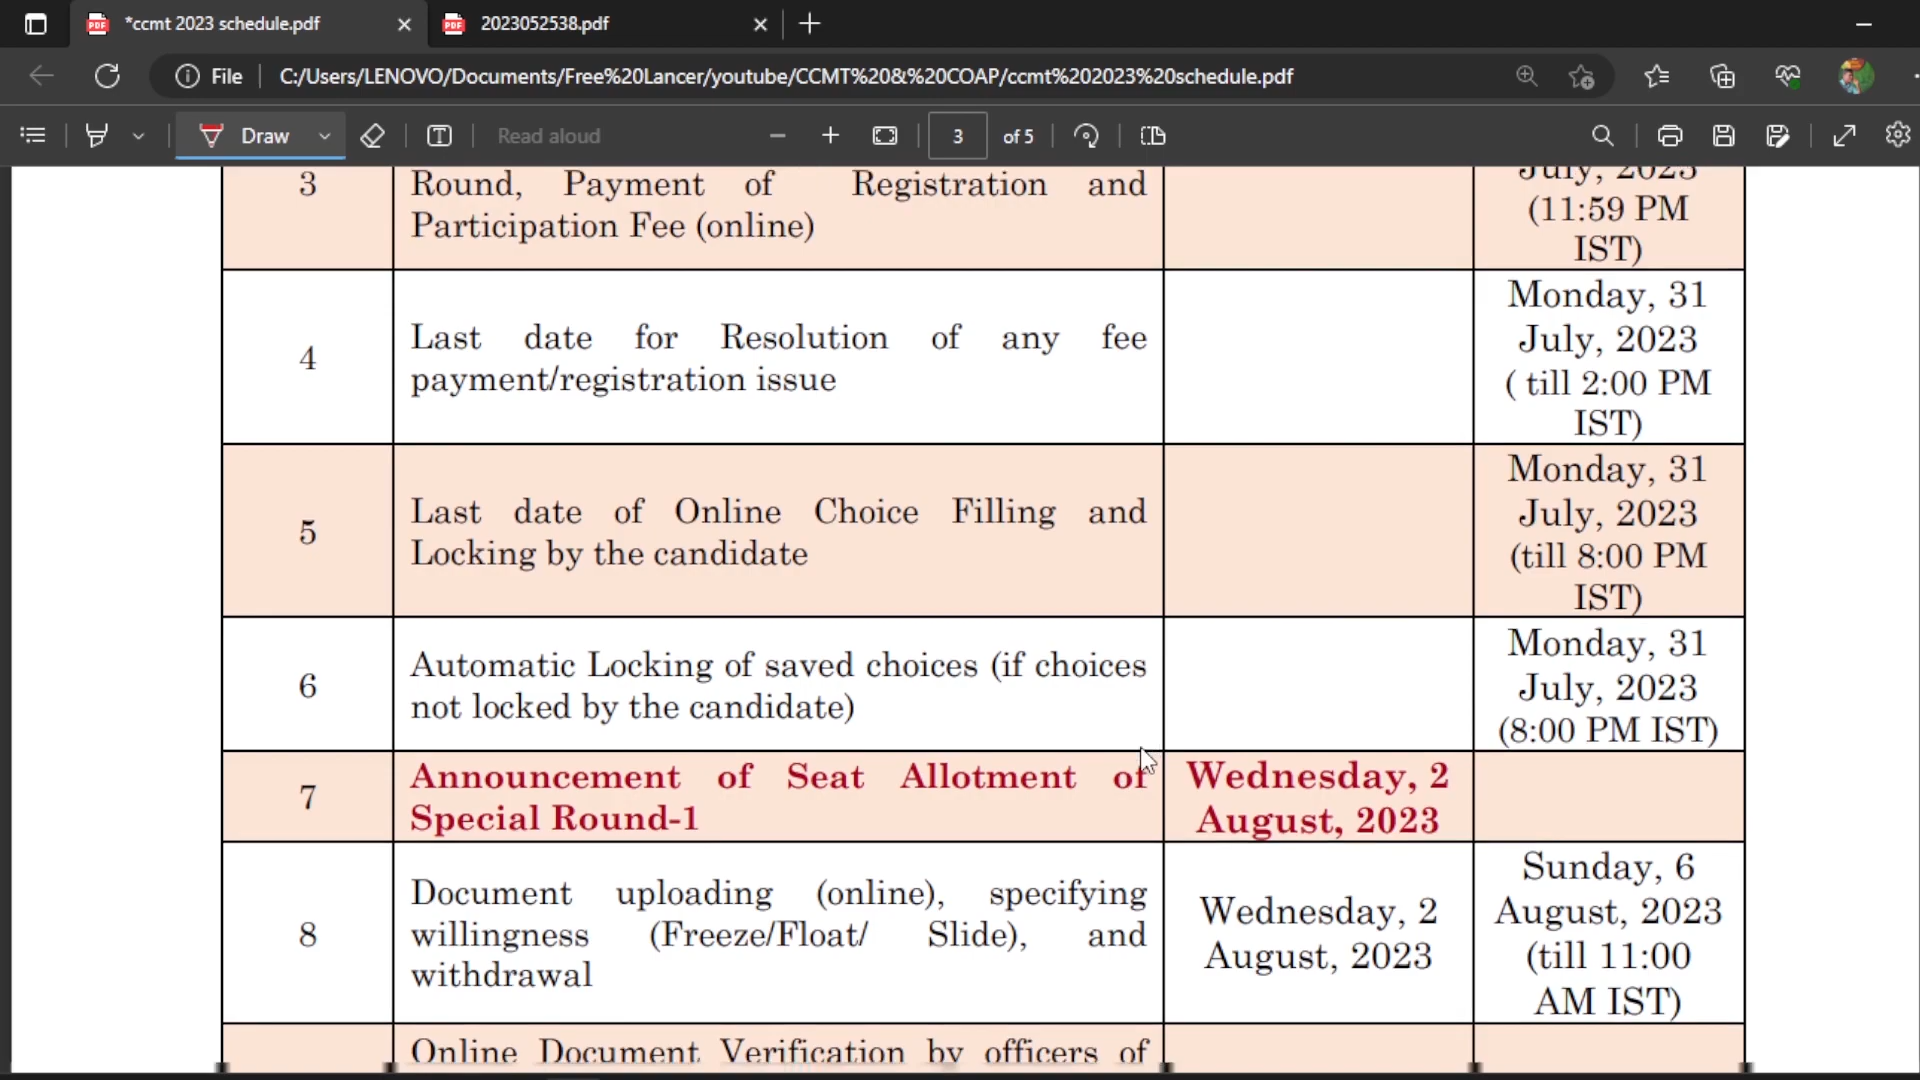 *ccmt 2023 schedule.pdf
2023052538.pdf
File
C:/Users/LENOVO/Documents/Free%20Lancer/youtube/CCMT%20&%20COAP/ccmt%202023%20schedule.pdf
Draw
Read aloud
3 of 5
3
Round, Payment of Registration and
Participation Fee (online)
July, 2023
(11:59 PM
IST)
4
Last date for Resolution of any fee
payment/registration issue
Monday, 31
July, 2023
( till 2:00 PM
IST)
5
Last date of Online Choice Filling and
Locking by the candidate
Monday, 31
July, 2023
(till 8:00 PM
IST)
6
Automatic Locking of saved choices (if choices
not locked by the candidate)
Monday, 31
July, 2023
(8:00 PM IST)
7
Announcement of Seat Allotment of
Special Round-1
Wednesday, 2
August, 2023
8
Document uploading (online), specifying
willingness (Freeze/Float/ Slide), and
withdrawal
Wednesday, 2
August, 2023
Sunday, 6
August, 2023
(till 11:00
AM IST)
Online Document Verification by officers of